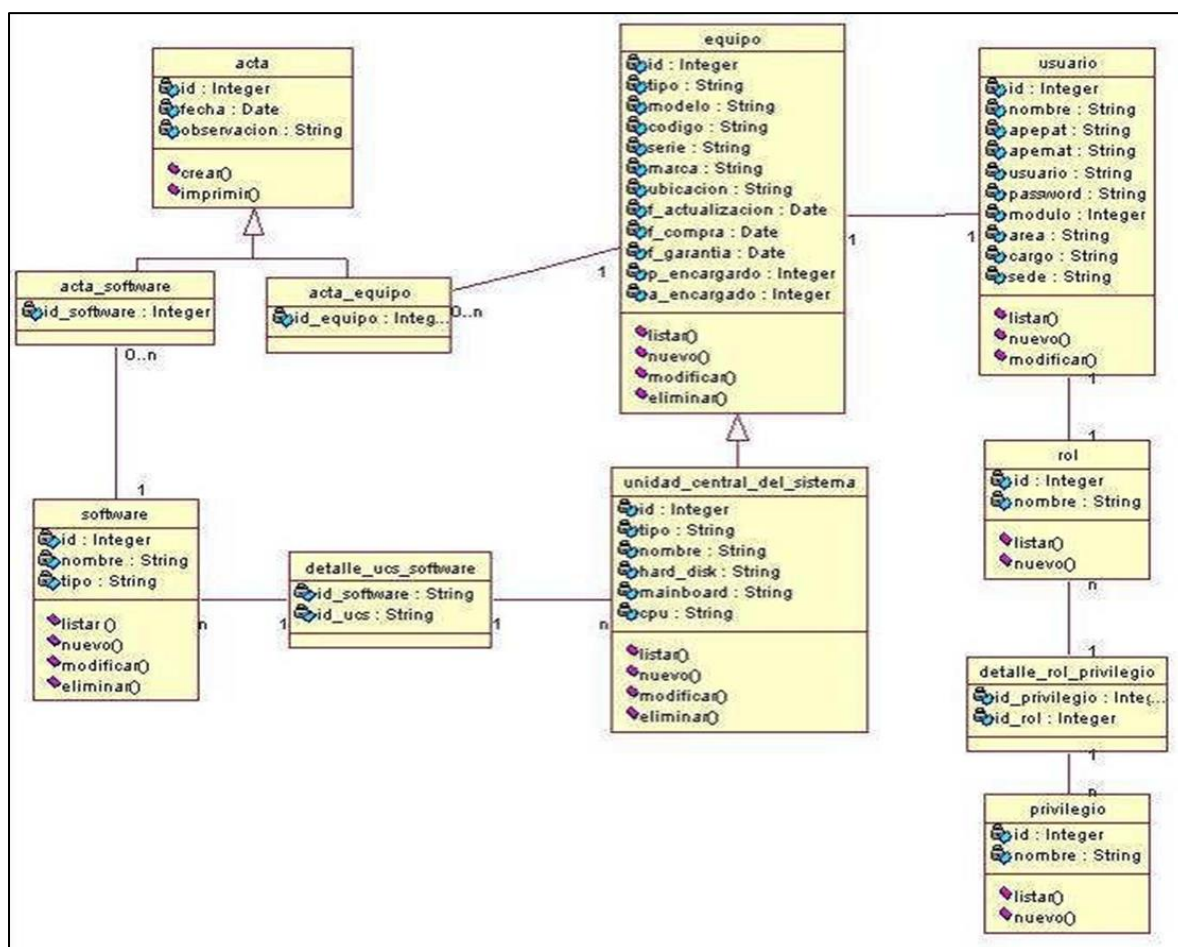 acta
id : Integer
fecha : Date
observacion : String
crear()
imprimir()
equipo
id : Integer
tipo : String
modelo : String
codigo : String
serie : String
marca : String
ubicacion : String
f_actualizacion : Date
f_compra : Date
f_garantia : Date
p_encargardo : Integer
a_encargado : Integer
listar()
nuevo()
modificar()
eliminar()
usuario
id : Integer
nombre : String
apepat : String
apemat : String
usuario : String
password : String
modulo : Integer
area : String
cargo : String
sede : String
listar()
nuevo()
modificar()
1
1
1
0..n
acta_software
id_software : Integer
0..n
acta_equipo
id_equipo : Integ...
1
1
rol
id : Integer
nombre : String
listar()
nuevo()
n
1
software
id : Integer
nombre : String
tipo : String
listar ()
nuevo()
modificar()
eliminar()
n
1
detalle_ucs_software
id_software : String
id_ucs : String
1
n
unidad_central_del_sistema
id : Integer
tipo : String
nombre : String
hard_disk : String
mainboard : String
cpu : String
listar()
nuevo()
modificar()
eliminar()
1
detalle_rol_privilegio
id_privilegio : Integ...
id_rol : Integer
1
n
privilegio
id : Integer
nombre : String
listar()
nuevo()